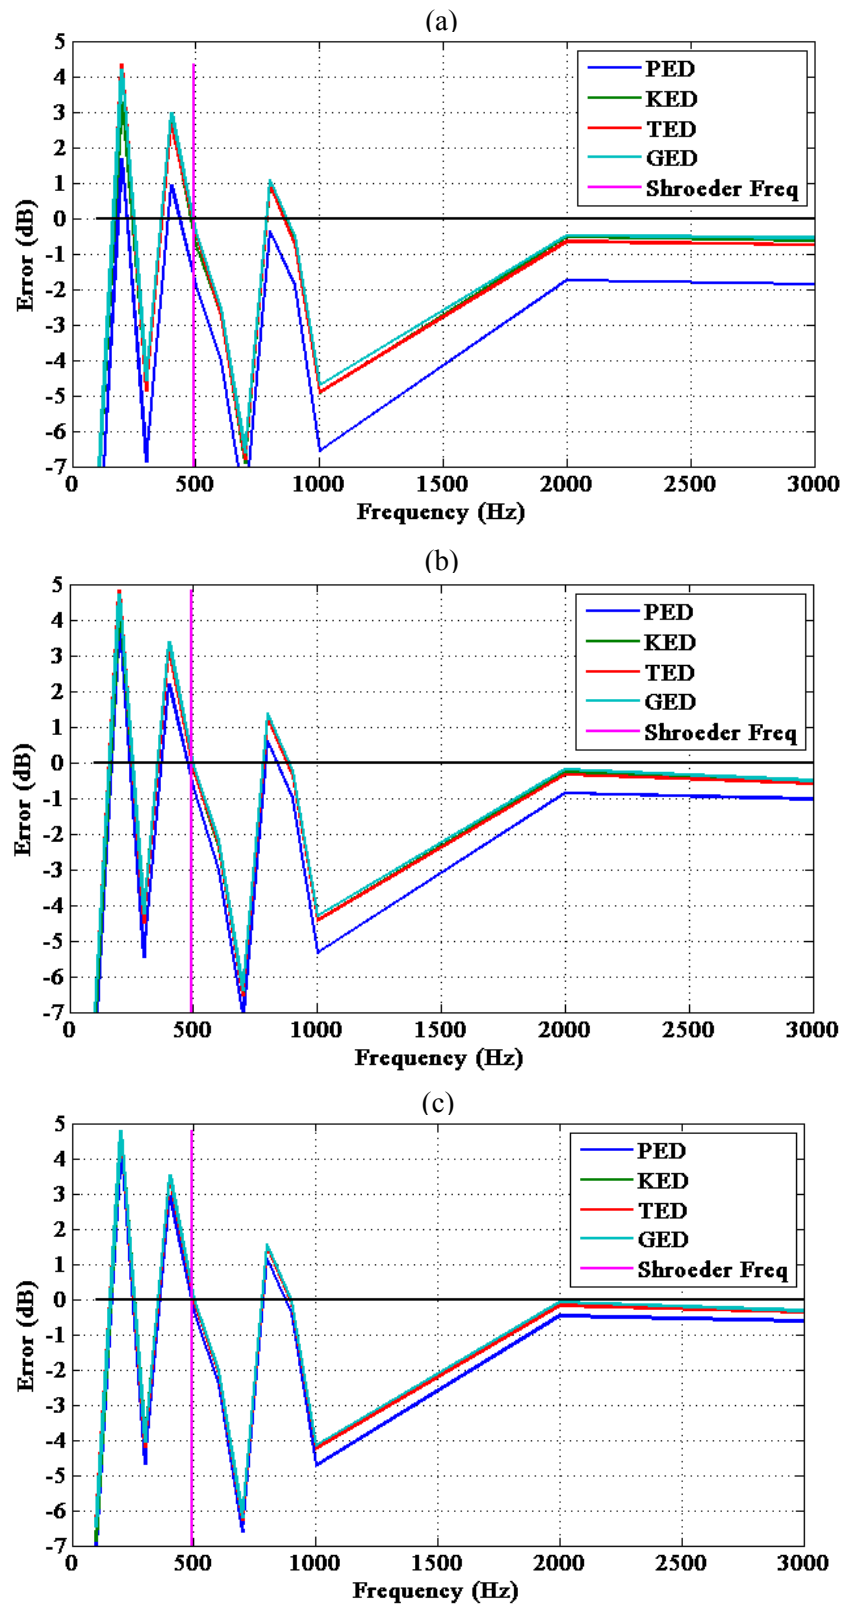 (a)
5
4
3
2
1
0
-1
-2
-3
-4
-5
-6
-7
Error (dB)
0 500 1000 1500 2000 2500 3000
Frequency (Hz)
PED
KED
TED
GED
Shroeder Freq
(b)
5
4
3
2
1
0
-1
-2
-3
-4
-5
-6
-7
Error (dB)
0 500 1000 1500 2000 2500 3000
Frequency (Hz)
PED
KED
TED
GED
Shroeder Freq
(c)
5
4
3
2
1
0
-1
-2
-3
-4
-5
-6
-7
Error (dB)
0 500 1000 1500 2000 2500 3000
Frequency (Hz)
PED
KED
TED
GED
Shroeder Freq